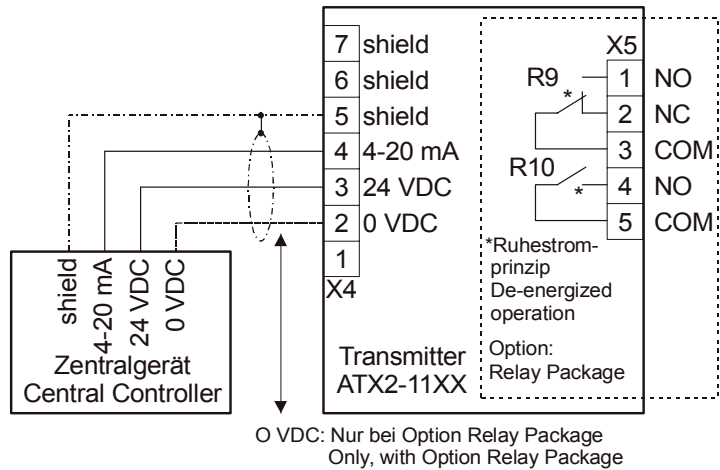 7 shield
6 shield
5 shield
4 4-20 mA
3 24 VDC
2 0 VDC
1
X4
X5
R9
1 NO
*
2 NC
3 COM
R10
4 NO
*
5 COM
*Ruhestrom-
prinzip
De-energized
operation
Option:
Relay Package
Transmitter
ATX2-11XX
shield
4-20 mA
24 VDC
0 VDC
Zentralgerät
Central Controller
O VDC: Nur bei Option Relay Package
Only, with Option Relay Package